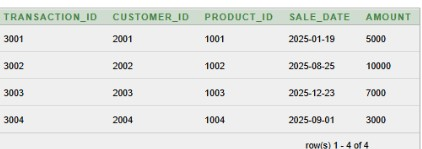 TRANSACTION_ID CUSTOMER_ID PRODUCT_ID SALE_DATE AMOUNT
3001 2001 1001 2025-01-19 5000
3002 2002 1002 2025-08-25 10000
3003 2003 1003 2025-12-23 7000
3004 2004 1004 2025-09-01 3000
row(s) 1 - 4 of 4